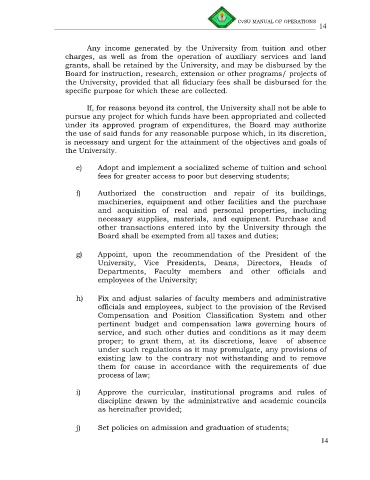 CvSU MANUAL OF OPERATIONS
14
Any income generated by the University from tuition and other
charges, as well as from the operation of auxiliary services and land
grants, shall be retained by the University, and may be disbursed by the
Board for instruction, research, extension or other programs/ projects of
the University, provided that all fiduciary fees shall be disbursed for the
specific purpose for which these are collected.
If, for reasons beyond its control, the University shall not be able to
pursue any project for which funds have been appropriated and collected
under its approved program of expenditures, the Board may authorize
the use of said funds for any reasonable purpose which, in its discretion,
is necessary and urgent for the attainment of the objectives and goals of
the University.
e) Adopt and implement a socialized scheme of tuition and school
fees for greater access to poor but deserving students;
f) Authorized the construction and repair of its buildings,
machineries, equipment and other facilities and the purchase
and acquisition of real and personal properties, including
necessary supplies, materials, and equipment. Purchase and
other transactions entered into by the University through the
Board shall be exempted from all taxes and duties;
g) Appoint, upon the recommendation of the President of the
University, Vice Presidents, Deans, Directors, Heads of
Departments, Faculty members and other officials and
employees of the University;
h) Fix and adjust salaries of faculty members and administrative
officials and employees, subject to the provision of the Revised
Compensation and Position Classification System and other
pertinent budget and compensation laws governing hours of
service, and such other duties and conditions as it may deem
proper; to grant them, at its discretions, leave of absence
under such regulations as it may promulgate, any provisions of
existing law to the contrary not withstanding and to remove
them for cause in accordance with the requirements of due
process of law;
i) Approve the curricular, institutional programs and rules of
discipline drawn by the administrative and academic councils
as hereinafter provided;
j) Set policies on admission and graduation of students;
14